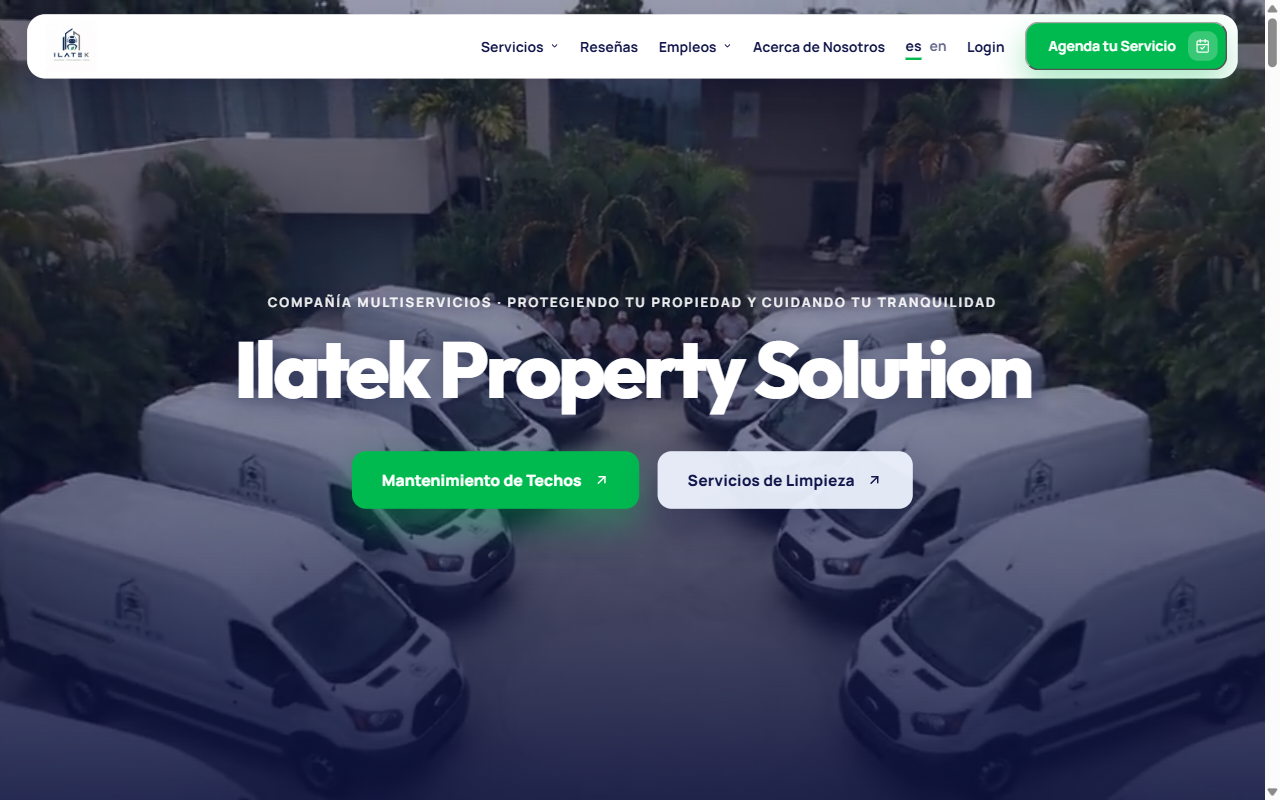 ILATEK
Servicios
Reseñas
Empleos
Acerca de Nosotros
es
en
Login
Agenda tu Servicio
COMPAÑÍA MULTISERVICIOS · PROTEGIENDO TU PROPIEDAD Y CUIDANDO TU TRANQUILIDAD
Ilatek Property Solution
Mantenimiento de Techos
Servicios de Limpieza